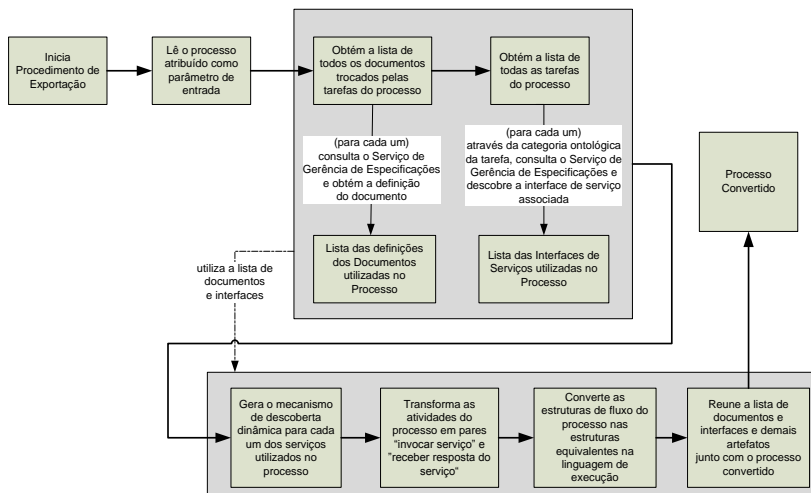 Inicia
Procedimento de
Exportação
Lê o processo
atribuído como
parâmetro de
entrada
Obtém a lista de
todos os documentos
trocados pelas
tarefas do processo
Obtém a lista de
todas as tarefas
do processo
(para cada um)
consulta o Serviço de
Gerência de Especificações
e obtém a definição
do documento
(para cada um)
através da categoria ontológica
da tarefa, consulta o Serviço de
Gerência de Especificações e
descobre a interface de serviço
associada
Processo
Convertido
Lista das definições
dos Documentos
utilizadas no
Processo
Lista das Interfaces de
Serviços utilizadas no
Processo
utiliza a lista de
documentos
e interfaces
Gera o mecanismo
de descoberta
dinâmica para cada
um dos serviços
utilizados no
processo
Transforma as
atividades do
processo em pares
“invocar serviço” e
”receber resposta do
serviço“
Converte as
estruturas de fluxo do
processo nas
estruturas
equivalentes na
linguagem de
execução
Reune a lista de
documentos e
interfaces e demais
artefatos
junto com o processo
convertido